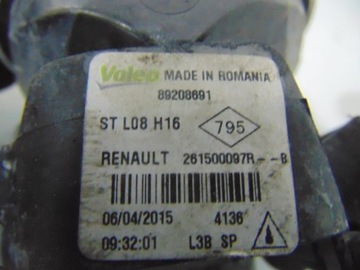 Valeo MADE IN ROMANIA
89208691
ST L08 H16 795
RENAULT 261500097R--B
06/04/2015 4136
09:32:01 L3B SP